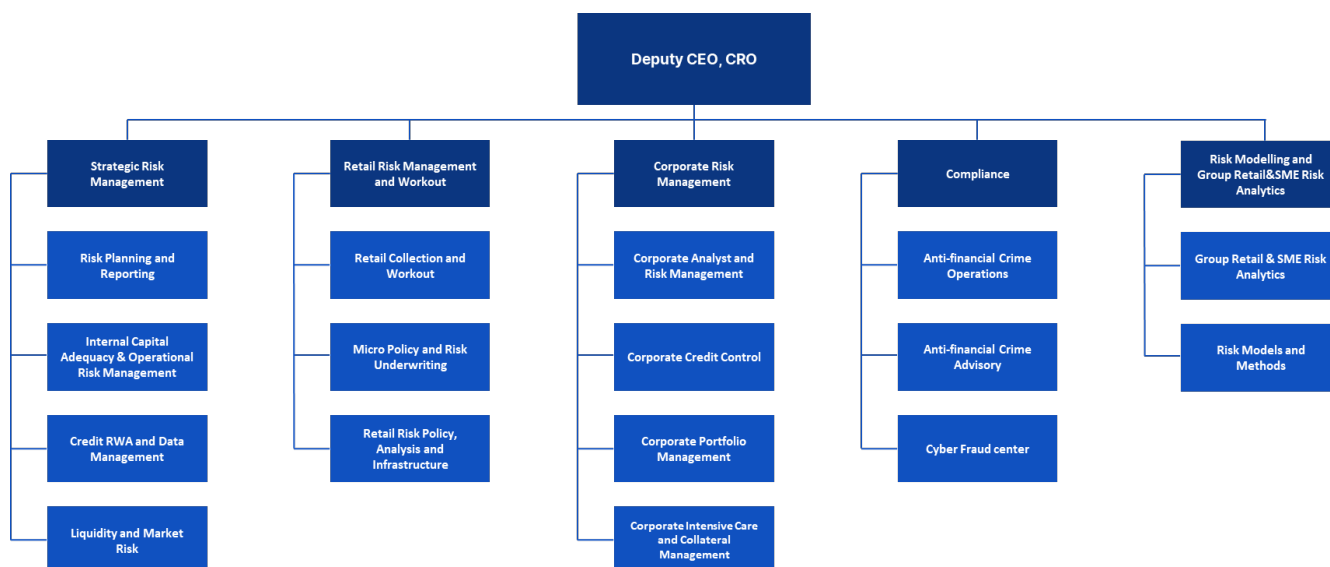 Deputy CEO, CRO
Strategic Risk
Management
Risk Planning and
Reporting
Internal Capital
Adequacy & Operational
Risk Management
Credit RWA and Data
Management
Liquidity and Market
Risk
Retail Risk Management
and Workout
Retail Collection and
Workout
Micro Policy and Risk
Underwriting
Retail Risk Policy,
Analysis and
Infrastructure
Corporate Risk
Management
Corporate Analyst and
Risk Management
Corporate Credit Control
Corporate Portfolio
Management
Corporate Intensive Care
and Collateral
Management
Compliance
Anti-financial Crime
Operations
Anti-financial Crime
Advisory
Cyber Fraud center
Risk Modelling and
Group Retail&SME Risk
Analytics
Group Retail & SME Risk
Analytics
Risk Models and
Methods